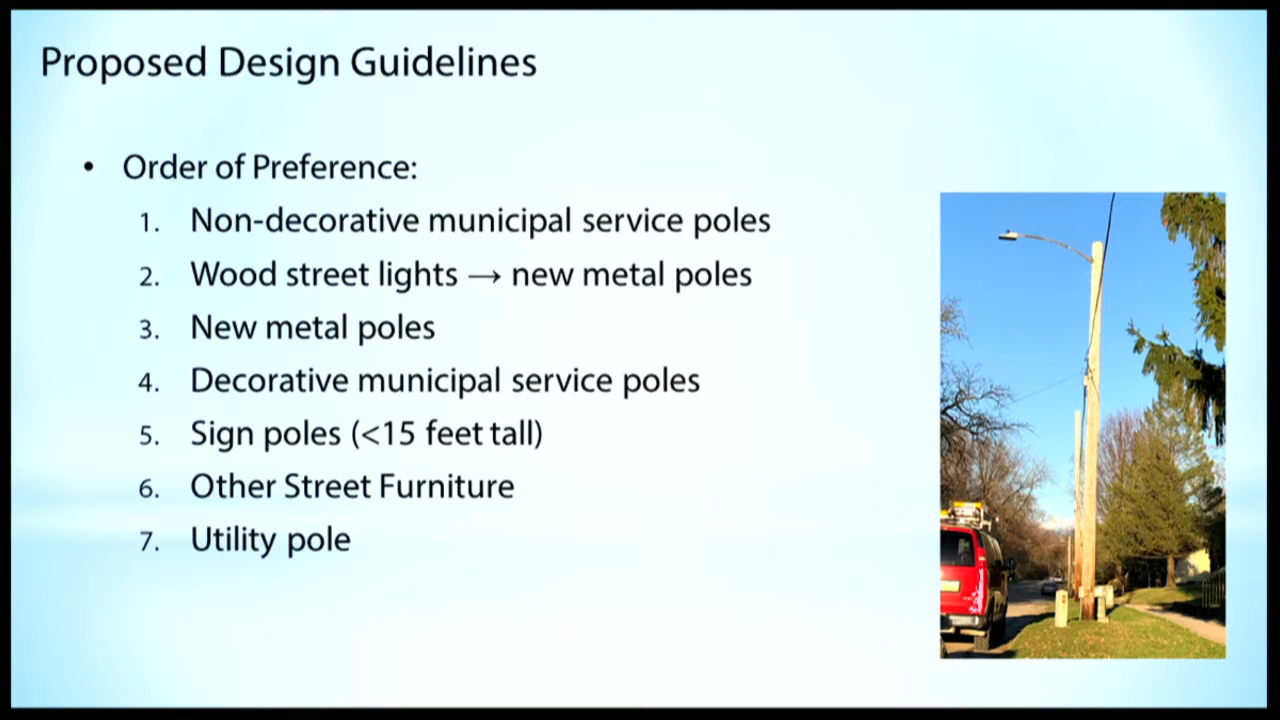 Proposed Design Guidelines
• Order of Preference:
1. Non-decorative municipal service poles
2. Wood street lights → new metal poles
3. New metal poles
4. Decorative municipal service poles
5. Sign poles (<15 feet tall)
6. Other Street Furniture
7. Utility pole